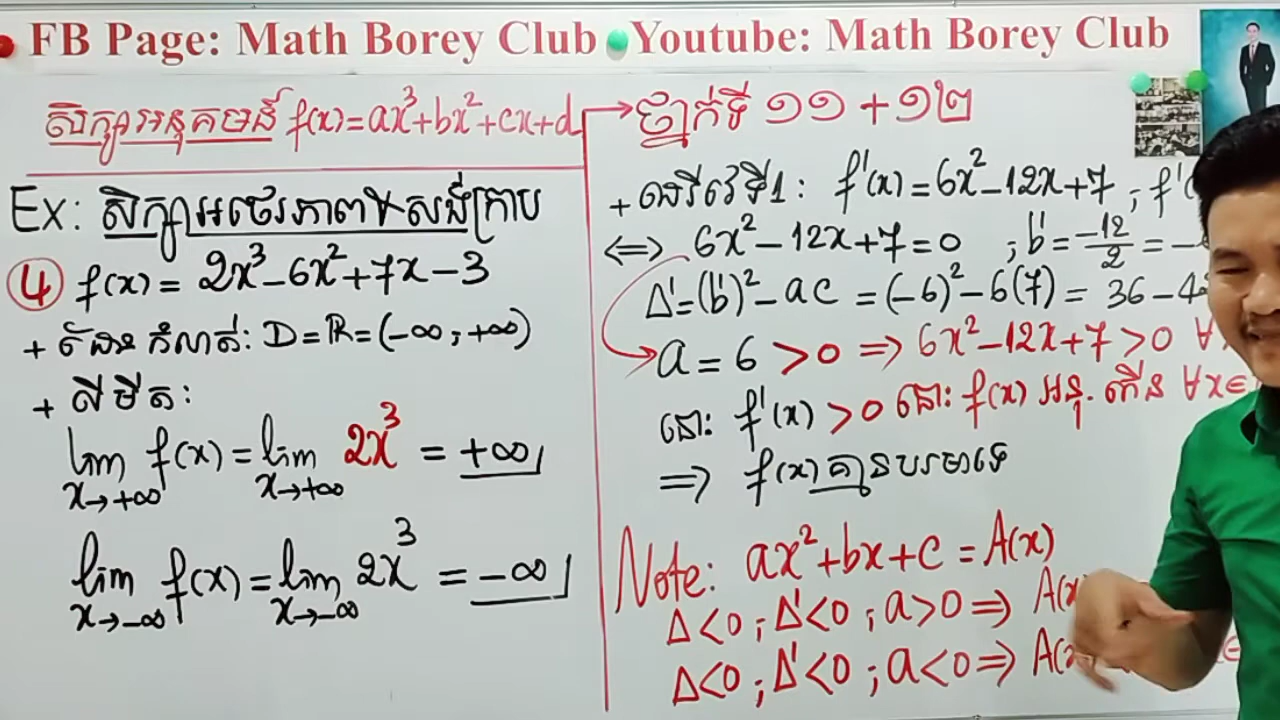 FB Page: Math Borey Club Youtube: Math Borey Club
សិក្សាអនុគមន៍ f(x)=ax³+bx²+cx+d
Ex: សិក្សាអថេរភាព&សង់ក្រាប
④ f(x) = 2x³-6x²+7x-3
+ ដែនកំណត់: D=ℝ=(-∞;+∞)
+ លីមីត:
lim x→+∞ f(x) = lim x→+∞ 2x³ = +∞
lim x→-∞ f(x) = lim x→-∞ 2x³ = -∞
ថ្នាក់ទី ១១ + ១២
+ ដេរីវេទី1: f'(x)=6x²-12x+7 ; f'(
⟺ 6x²-12x+7=0 ; b'=-12/2=-
Δ'=(b')²-ac = (-6)²-6(7) = 36-4
a = 6 >0 ⇒ 6x²-12x+7>0 ∀
នោះ f'(x) >0 នោះ f(x) អនុ. កើន ∀x∈
⇒ f(x) គ្មានបរមាទេ
Note: ax²+bx+c = A(x)
Δ<0 ; Δ'<0 ; a>0 ⇒ A(x
Δ<0 ; Δ'<0 ; a<0 ⇒ A(x